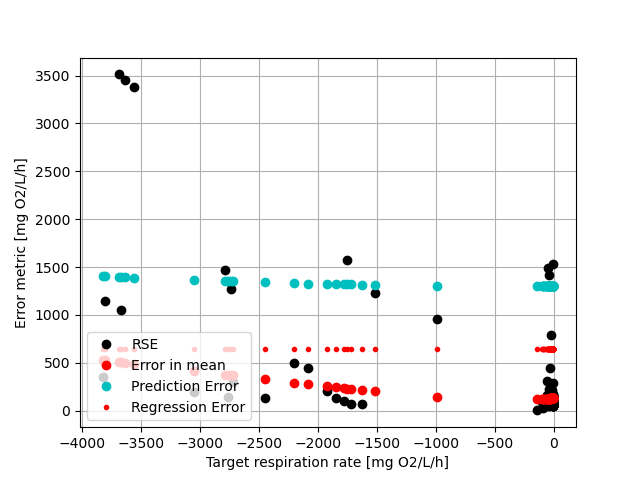 3500
3000
2500
2000
1500
1000
500
0
Error metric [mg O2/L/h]
RSE
Error in mean
Prediction Error
Regression Error
−4000 −3500 −3000 −2500 −2000 −1500 −1000 −500 0
Target respiration rate [mg O2/L/h]